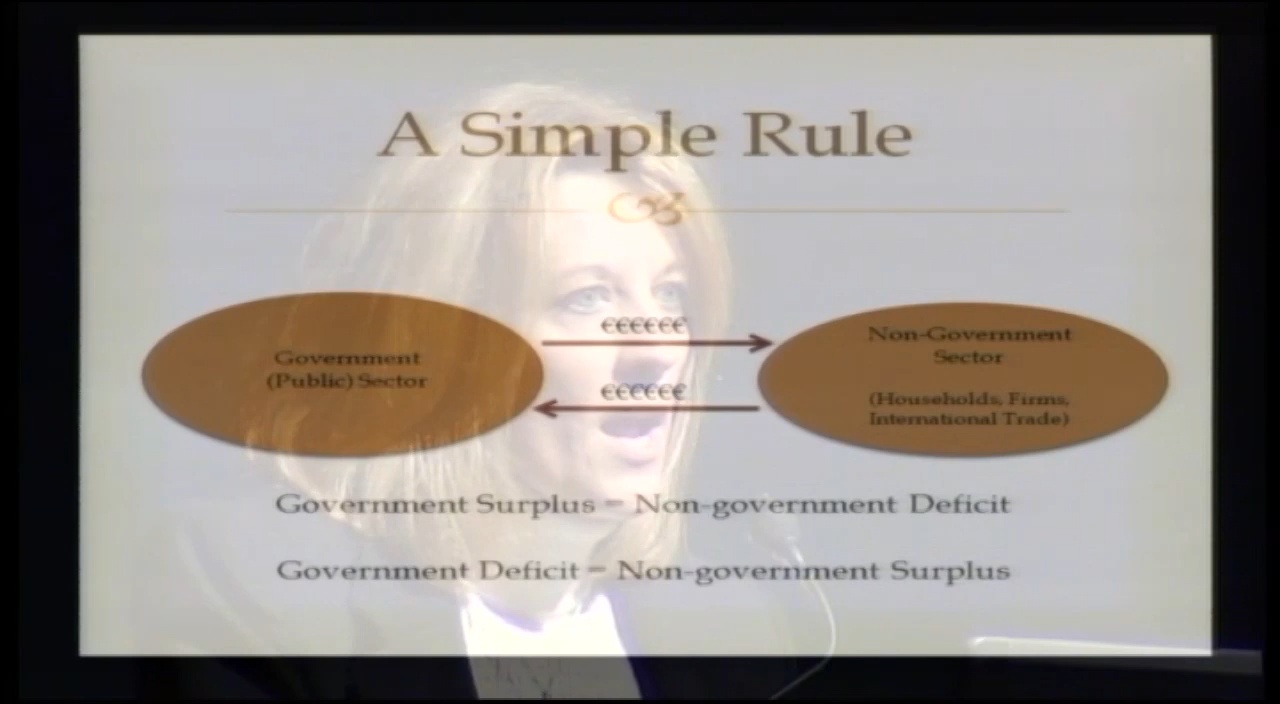 A Simple Rule
Government
(Public) Sector
€€€€€€
€€€€€€
Non-Government
Sector
(Households, Firms,
International Trade)
Government Surplus = Non-government Deficit
Government Deficit = Non-government Surplus